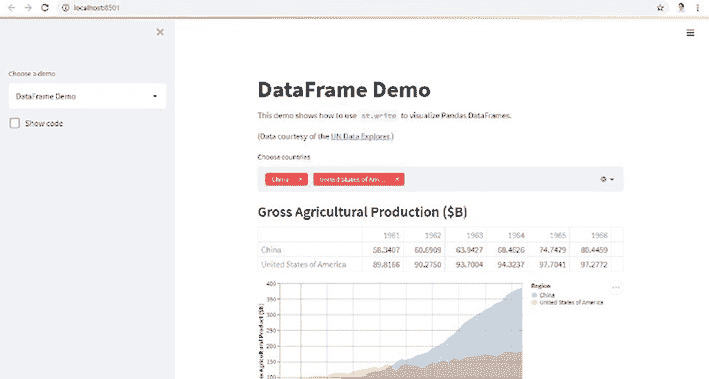 localhost:8501
Choose a demo
DataFrame Demo
Show code
DataFrame Demo
This demo shows how to use st.write to visualize Pandas DataFrames.
(Data courtesy of the UN Data Explorer.)
Choose countries
China × United States of Am... ×
Gross Agricultural Production ($B)
1961 1962 1963 1964 1965 1966
China 58.3407 60.6909 63.9427 68.4626 74.7479 80.4459
United States of America 89.8166 90.2750 93.7004 94.3237 97.7041 97.2772
400
350
300
250
200
150
100
Agricultural Product ($B)
Region
China
United States of America